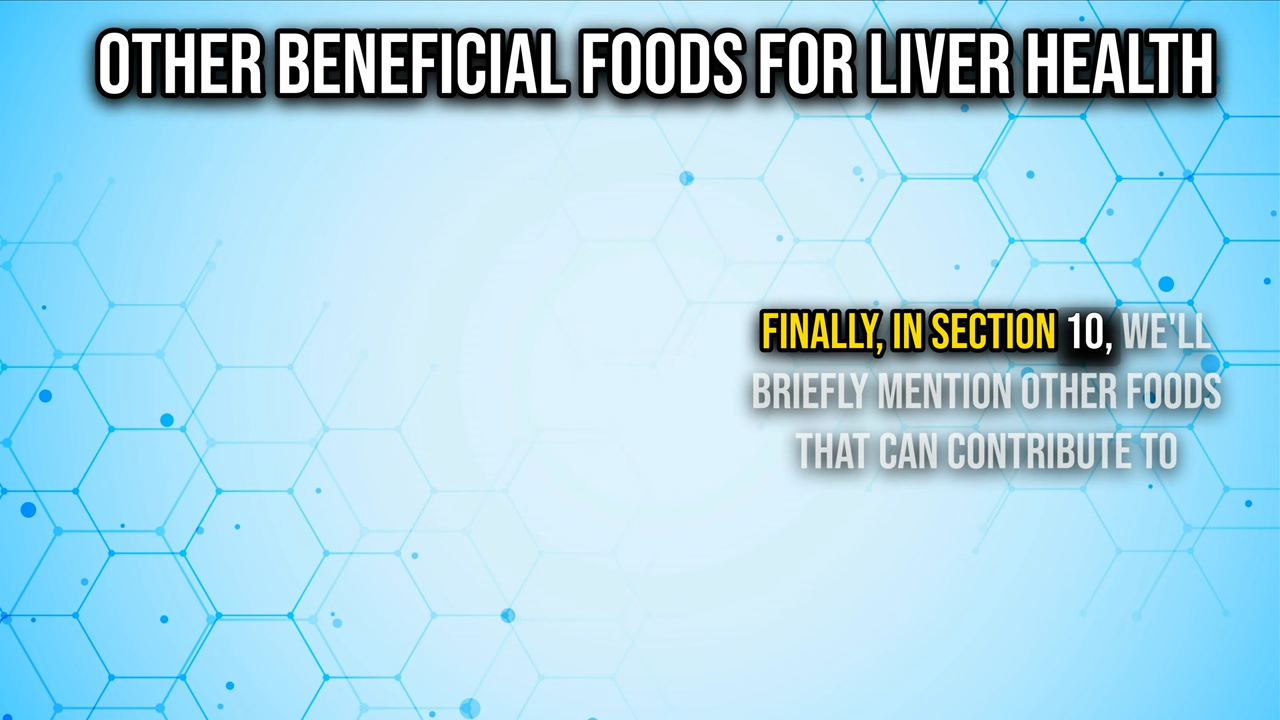 OTHER BENEFICIAL FOODS FOR LIVER HEALTH
FINALLY, IN SECTION 10, WE'LL
BRIEFLY MENTION OTHER FOODS
THAT CAN CONTRIBUTE TO